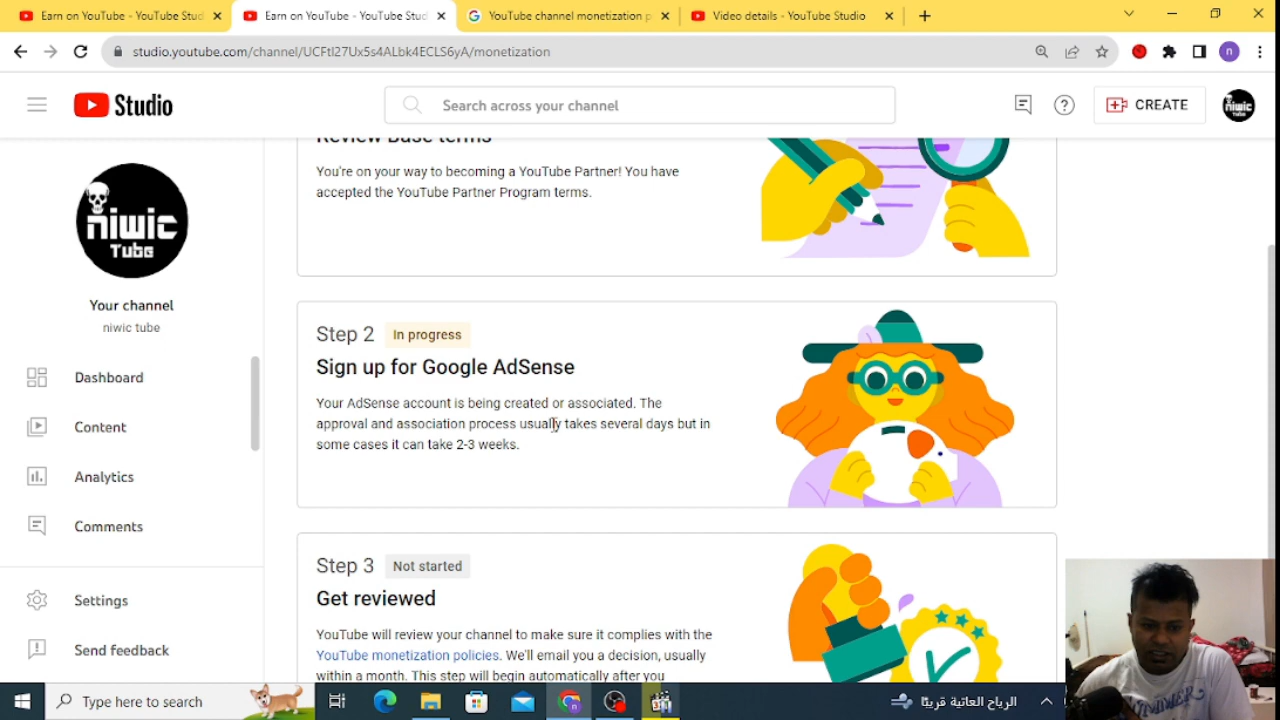 Earn on YouTube - YouTube Stud
Earn on YouTube - YouTube Stud
YouTube channel monetization p
Video details - YouTube Studio
studio.youtube.com/channel/UCFtl27Ux5s4ALbk4ECLS6yA/monetization
n
Studio
Search across your channel
CREATE
niwic
Tube
niwic
Tube
Your channel
niwic tube
Dashboard
Content
Analytics
Comments
Settings
Send feedback
Review Base terms
You're on your way to becoming a YouTube Partner! You have
accepted the YouTube Partner Program terms.
Step 2 In progress
Sign up for Google AdSense
Your AdSense account is being created or associated. The
approval and association process usually takes several days but in
some cases it can take 2-3 weeks.
Step 3 Not started
Get reviewed
YouTube will review your channel to make sure it complies with the
YouTube monetization policies. We'll email you a decision, usually
within a month. This step will begin automatically after you
Type here to search
الرياح العاتية قريبًا